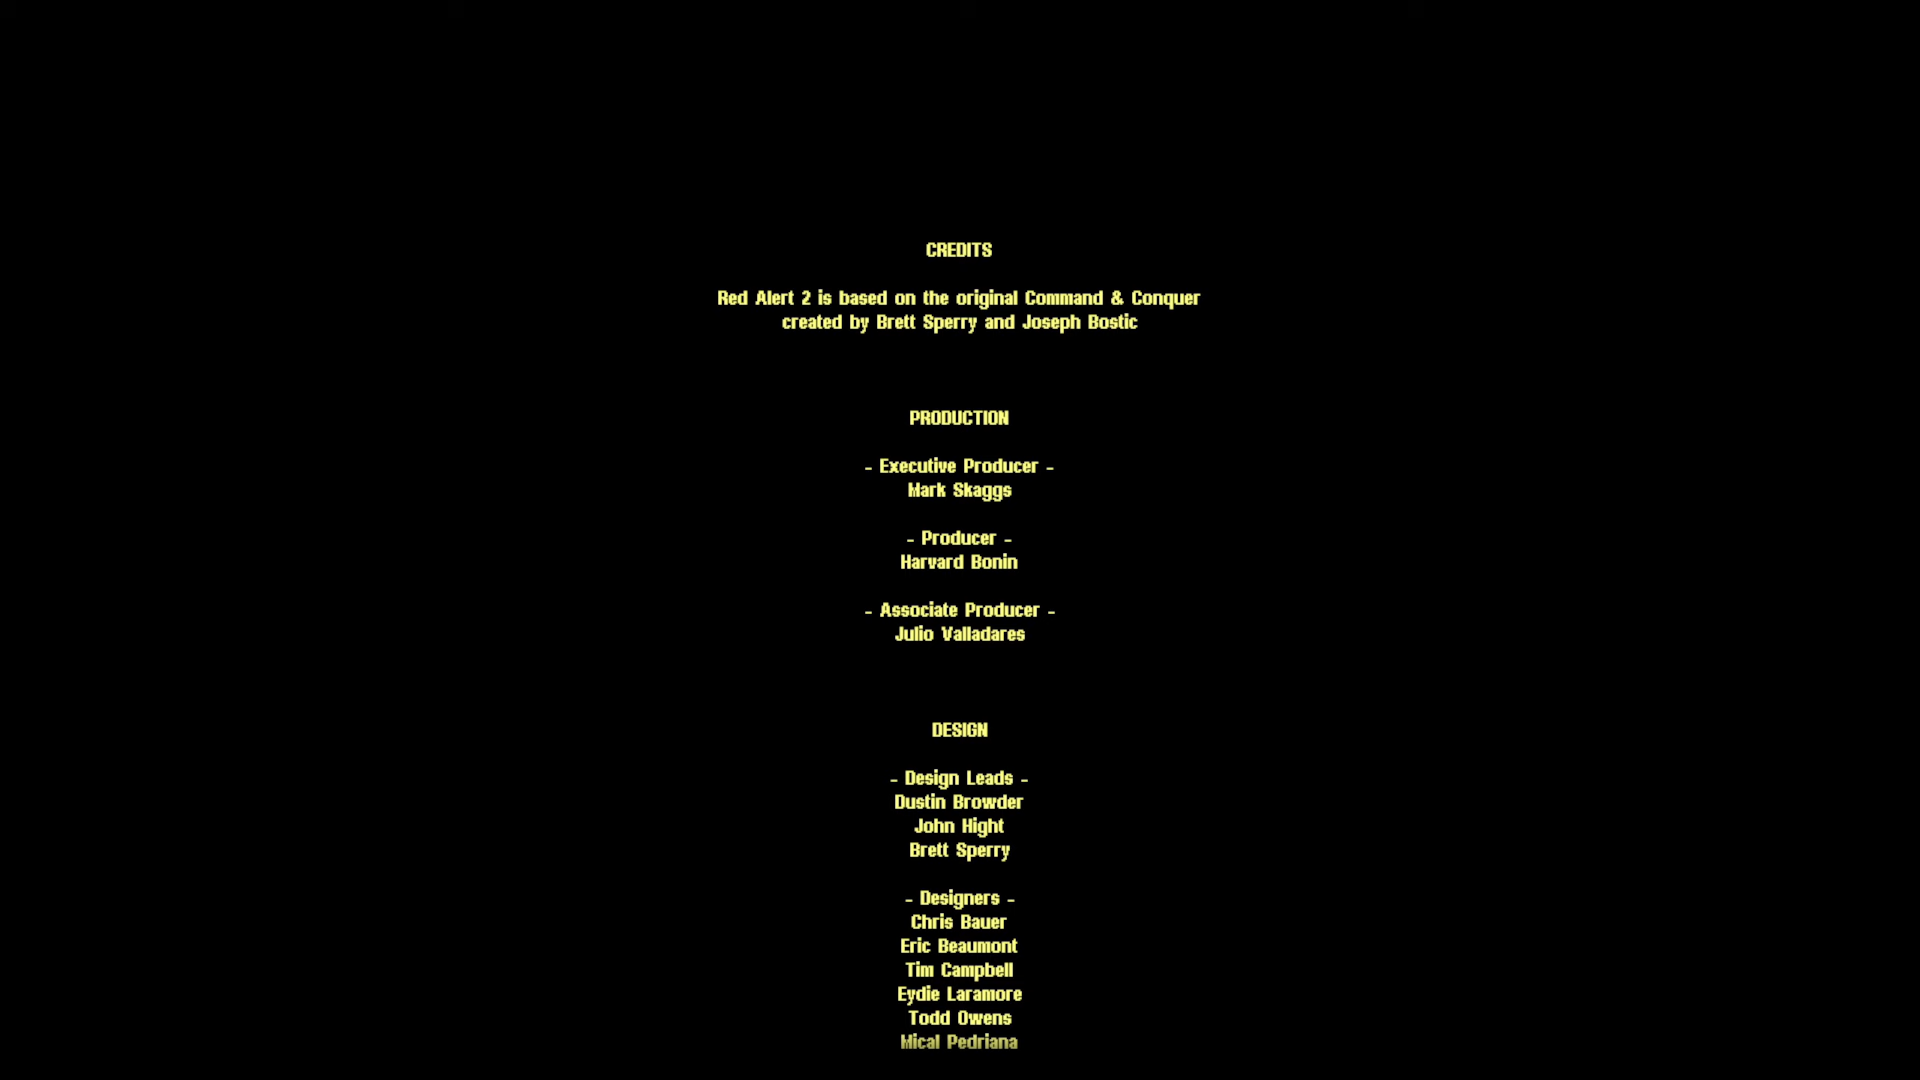 CREDITS
Red Alert 2 is based on the original Command & Conquer
created by Brett Sperry and Joseph Bostic
PRODUCTION
- Executive Producer -
Mark Skaggs
- Producer -
Harvard Bonin
- Associate Producer -
Julio Valladares
DESIGN
- Design Leads -
Dustin Browder
John Hight
Brett Sperry
- Designers -
Chris Bauer
Eric Beaumont
Tim Campbell
Eydie Laramore
Todd Owens
Mical Pedriana